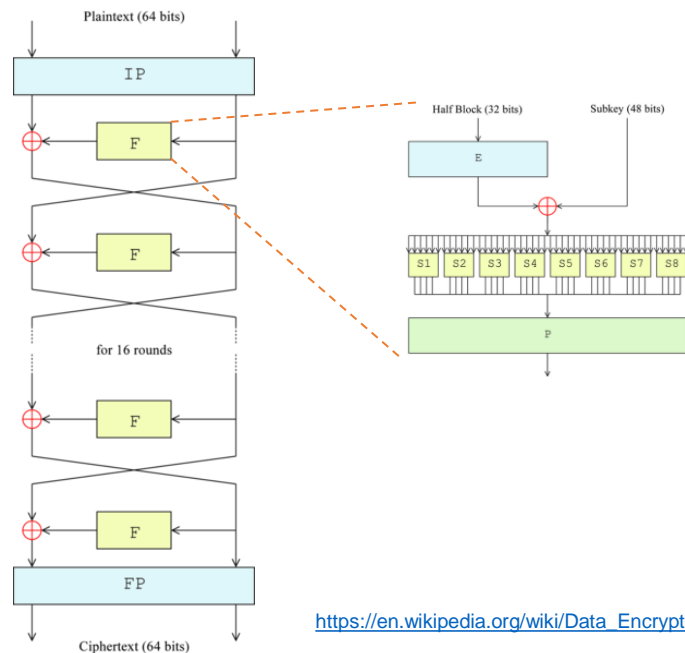 Plaintext (64 bits)
IP
F
F
for 16 rounds
F
F
FP
Ciphertext (64 bits)
Half Block (32 bits) Subkey (48 bits)
E
S1 S2 S3 S4 S5 S6 S7 S8
P
https://en.wikipedia.org/wiki/Data_Encrypt